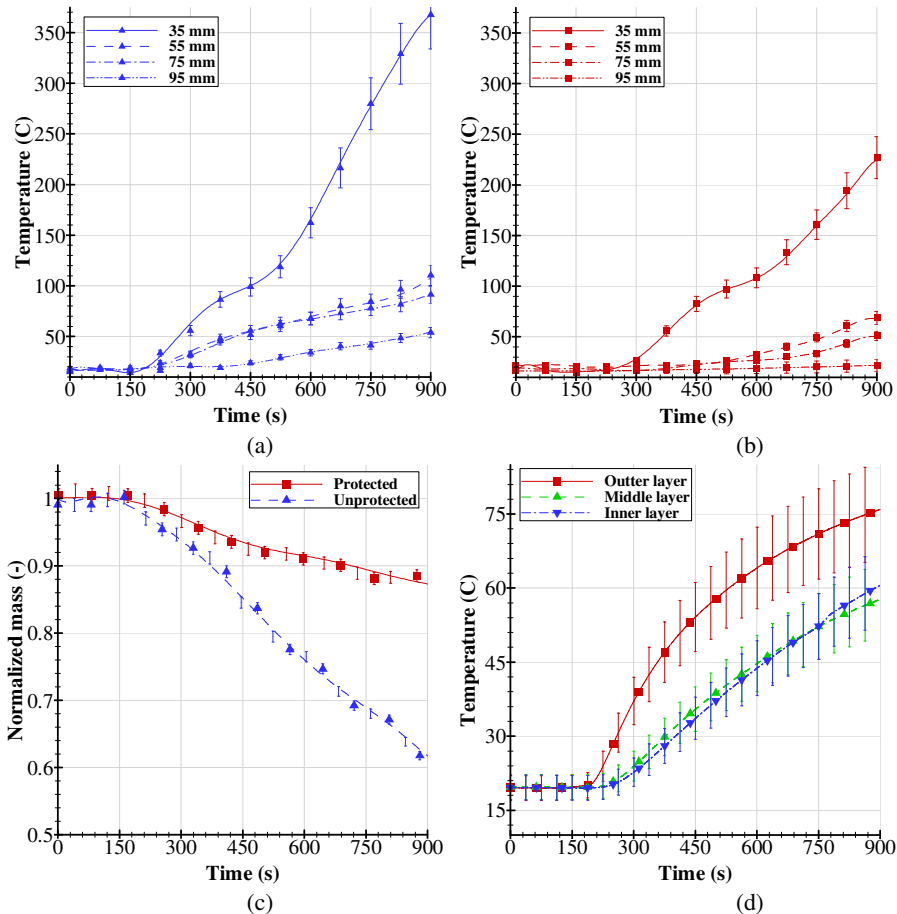 350
300
250
200
150
100
50
Temperature (C)
35 mm
55 mm
75 mm
95 mm
0 150 300 450 600 750 900
Time (s)
(a)
350
300
250
200
150
100
50
Temperature (C)
35 mm
55 mm
75 mm
95 mm
0 150 300 450 600 750 900
Time (s)
(b)
1
0.9
0.8
0.7
0.6
0.5
Normalized mass (-)
Protected
Unprotected
0 150 300 450 600 750 900
Time (s)
(c)
75
60
45
30
15
Temperature (C)
Outter layer
Middle layer
Inner layer
0 150 300 450 600 750 900
Time (s)
(d)